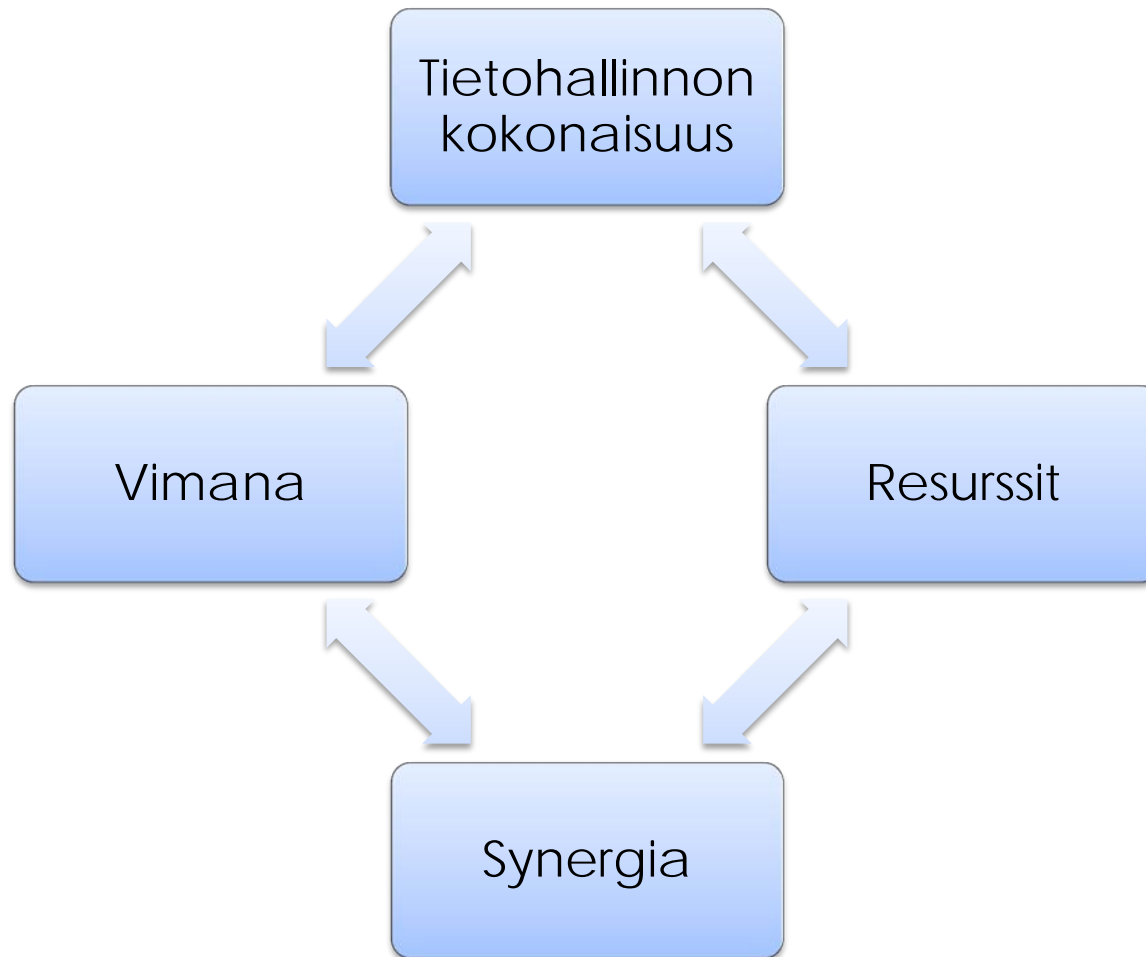 Tietohallinnon
kokonaisuus
Vimana
Resurssit
Synergia